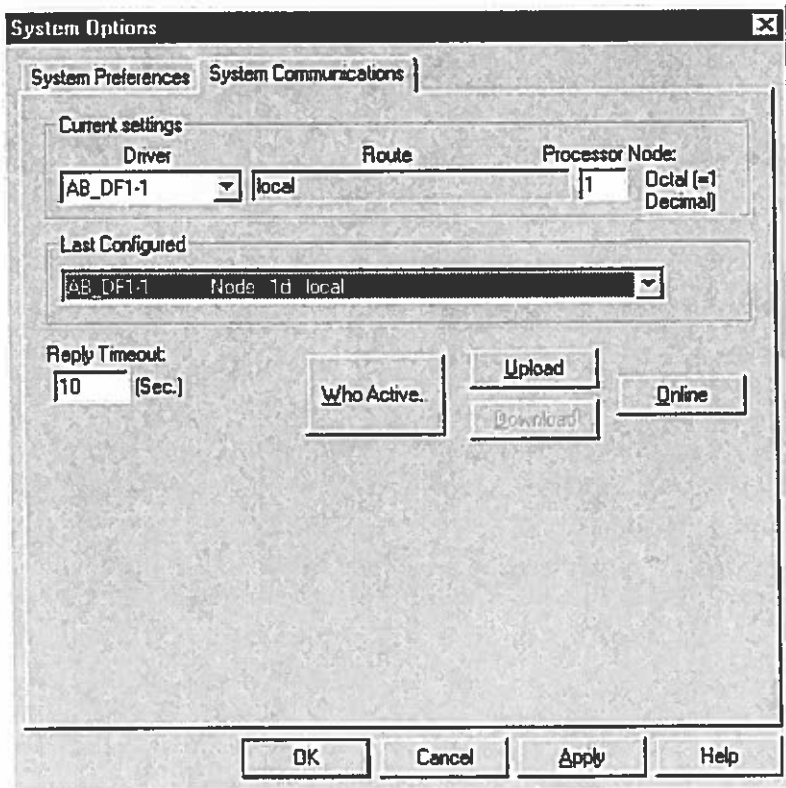 System Options
System Preferences
System Communications
Current settings
Driver
Route
Processor Node:
AB_DF1-1
local
1
Octal (=1
Decimal)
Last Configured
AB_DF1-1 Node 1d local
Reply Timeout:
10
(Sec.)
Who Active.
Upload
Download
Online
OK
Cancel
Apply
Help